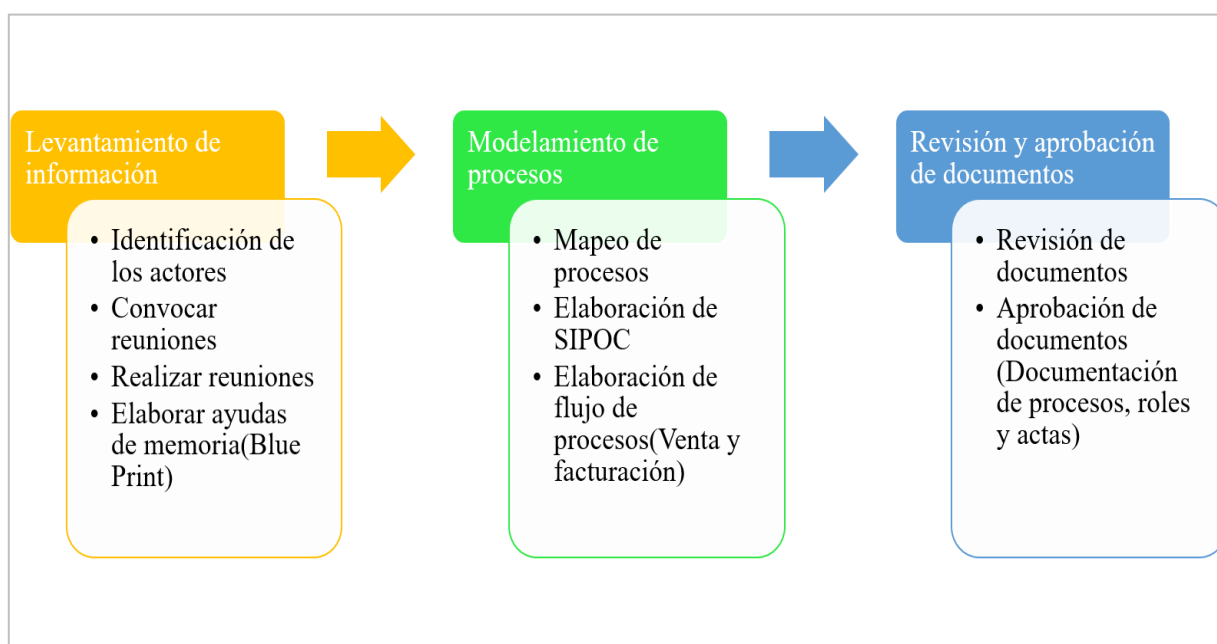 Levantamiento de
información
• Identificación de
los actores
• Convocar
reuniones
• Realizar reuniones
• Elaborar ayudas
de memoria(Blue
Print)
Modelamiento de
procesos
• Mapeo de
procesos
• Elaboración de
SIPOC
• Elaboración de
flujo de
procesos(Venta y
facturación)
Revisión y aprobación
de documentos
• Revisión de
documentos
• Aprobación de
documentos
(Documentación
de procesos, roles
y actas)